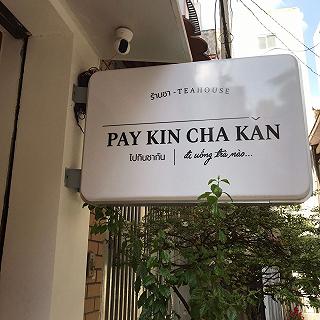 ร้านชา - TEAHOUSE
PAY KIN CHA KĂN
ไปกินชากัน | đi uống trà nào...